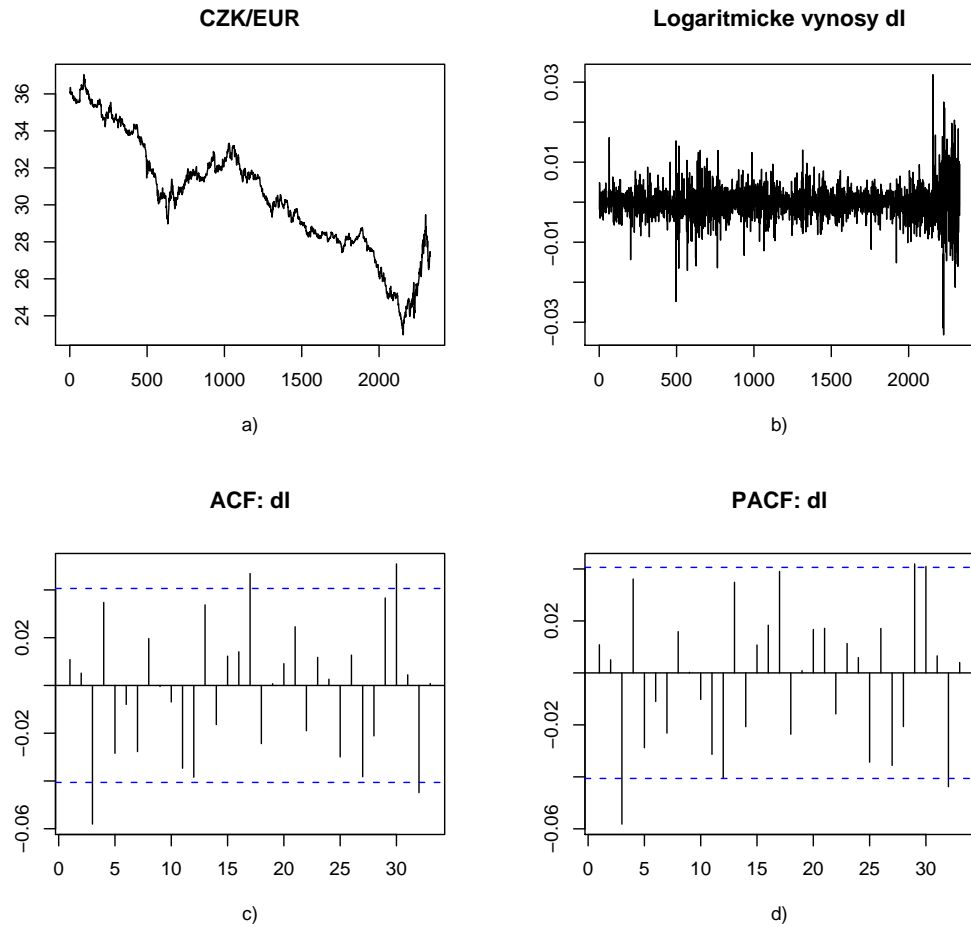 CZK/EUR
36
34
32
30
28
26
24
0 500 1000 1500 2000
a)
Logaritmicke vynosy dl
0.03
0.01
−0.01
−0.03
0 500 1000 1500 2000
b)
ACF: dl
0.02
−0.02
−0.06
0 5 10 15 20 25 30
c)
PACF: dl
0.02
−0.02
−0.06
0 5 10 15 20 25 30
d)